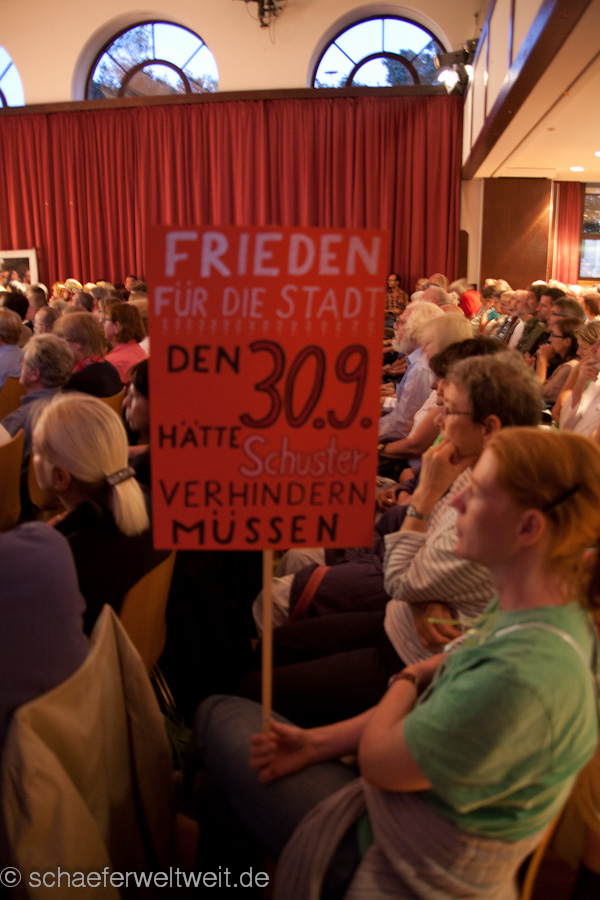 FRIEDEN
FÜR DIE STADT
DEN 30.9.
HÄTTE Schuster
VERHINDERN
MÜSSEN
© schaeferweltweit.de